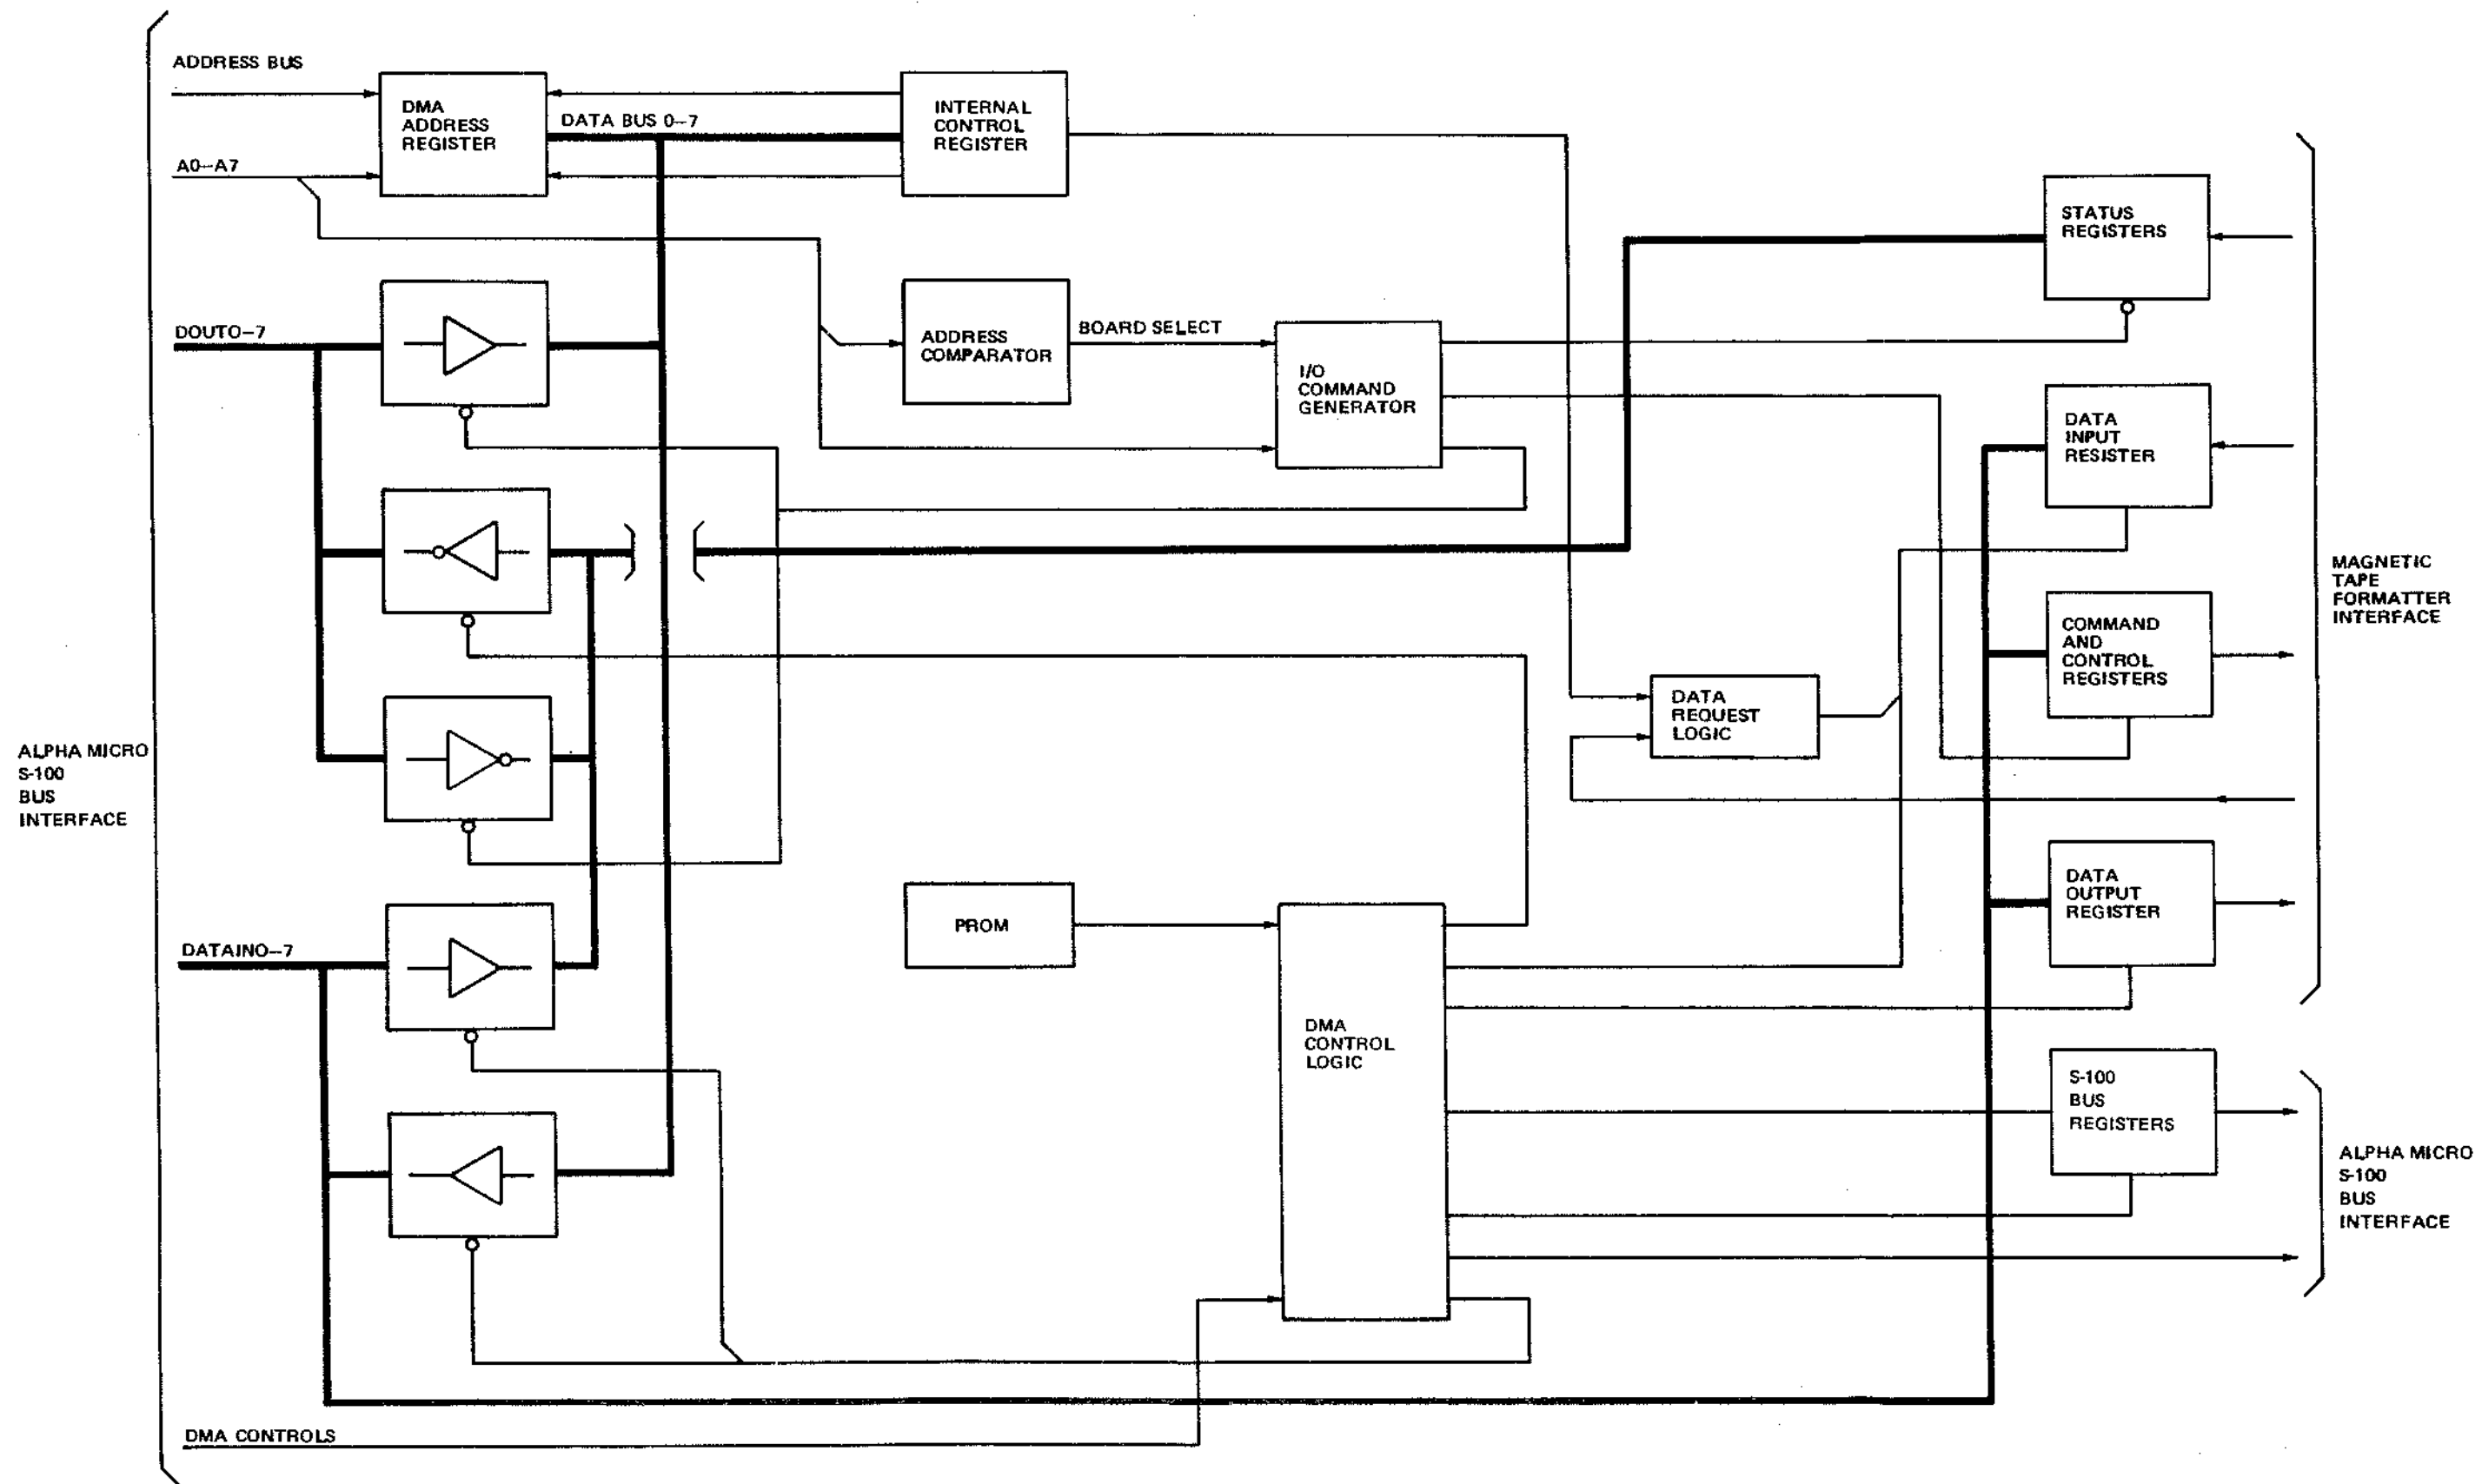 ADDRESS BUS
DMA
ADDRESS
REGISTER
DATA BUS 0–7
INTERNAL
CONTROL
REGISTER
A0–A7
STATUS
REGISTERS
DOUTO–7
ADDRESS
COMPARATOR
BOARD SELECT
I/O
COMMAND
GENERATOR
DATA
INPUT
RESISTER
MAGNETIC
TAPE
FORMATTER
INTERFACE
COMMAND
AND
CONTROL
REGISTERS
DATA
REQUEST
LOGIC
ALPHA MICRO
S-100
BUS
INTERFACE
DATA
OUTPUT
REGISTER
PROM
DATAINO–7
DMA
CONTROL
LOGIC
S-100
BUS
REGISTERS
ALPHA MICRO
S-100
BUS
INTERFACE
DMA CONTROLS